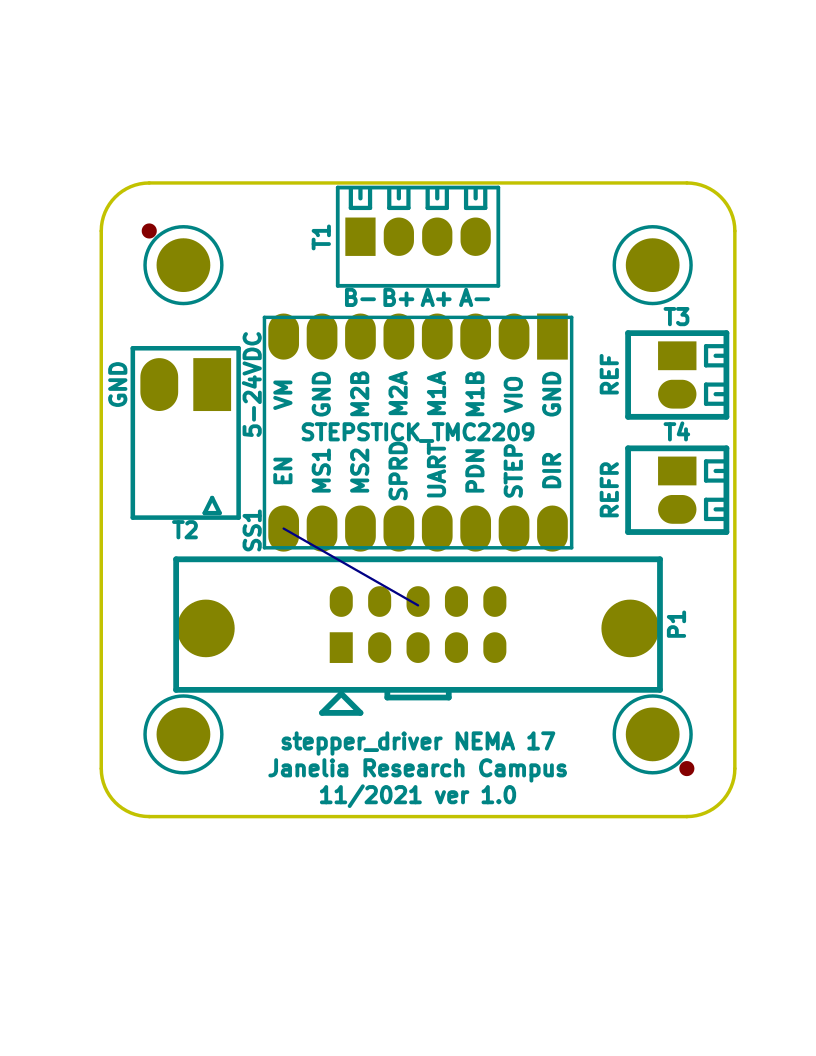 T1
B- B+ A+ A-
T3
REF
T4
REFR
GND
5-24VDC
T2
VM GND M2B M2A M1A M1B VIO GND
STEPSTICK_TMC2209
EN MS1 MS2 SPRD UART PDN STEP DIR
SS1
P1
stepper_driver NEMA 17
Janelia Research Campus
11/2021 ver 1.0